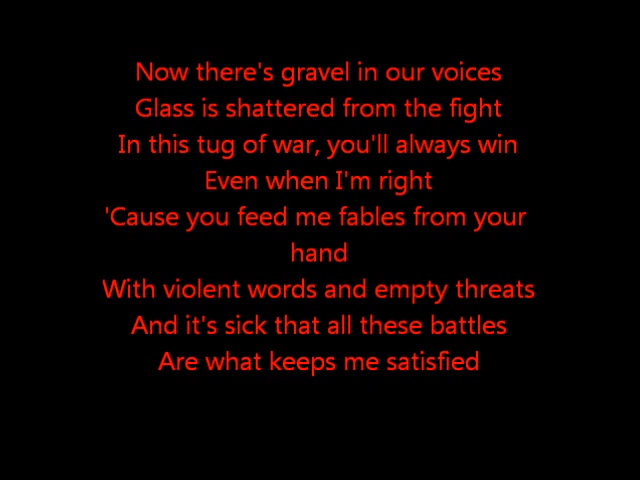 Now there's gravel in our voices
Glass is shattered from the fight
In this tug of war, you'll always win
Even when I'm right
'Cause you feed me fables from your
hand
With violent words and empty threats
And it's sick that all these battles
Are what keeps me satisfied